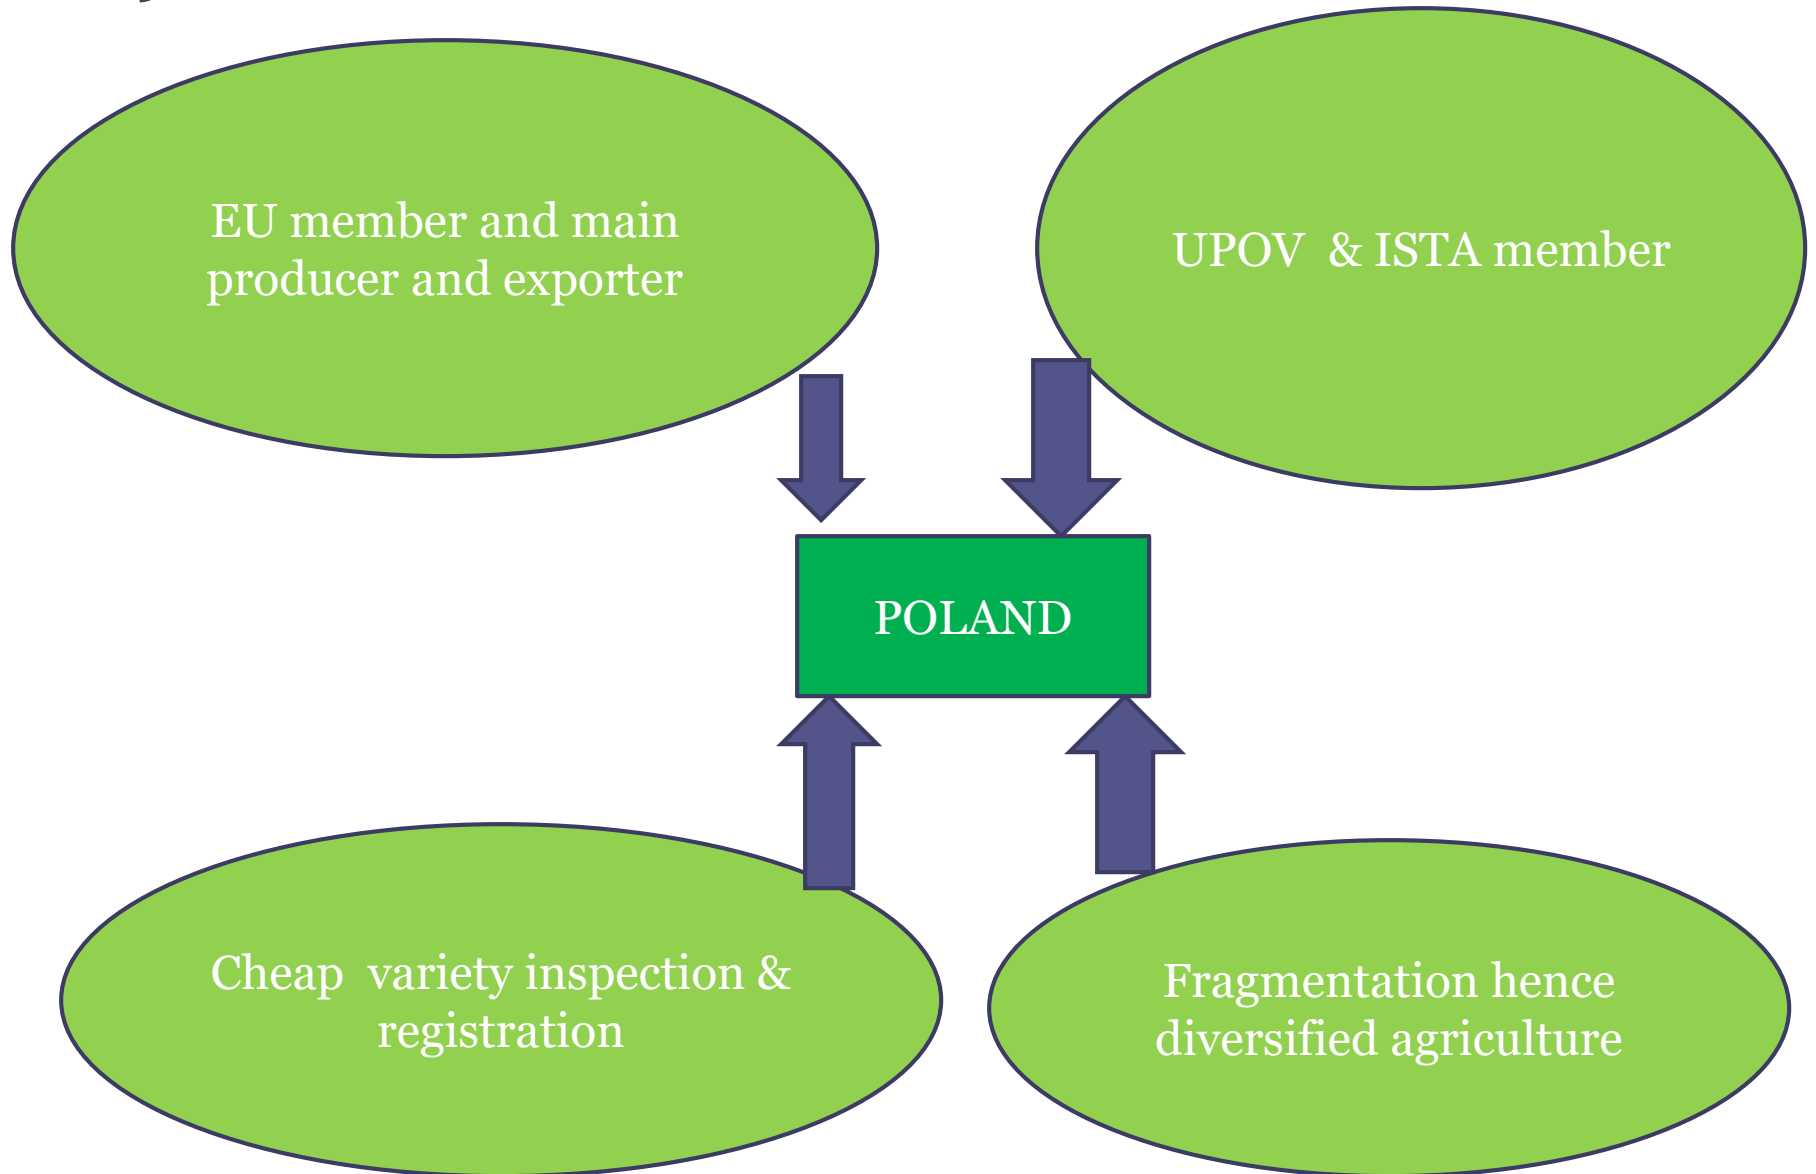 EU member and main
producer and exporter
UPOV & ISTA member
POLAND
Cheap variety inspection &
registration
Fragmentation hence
diversified agriculture